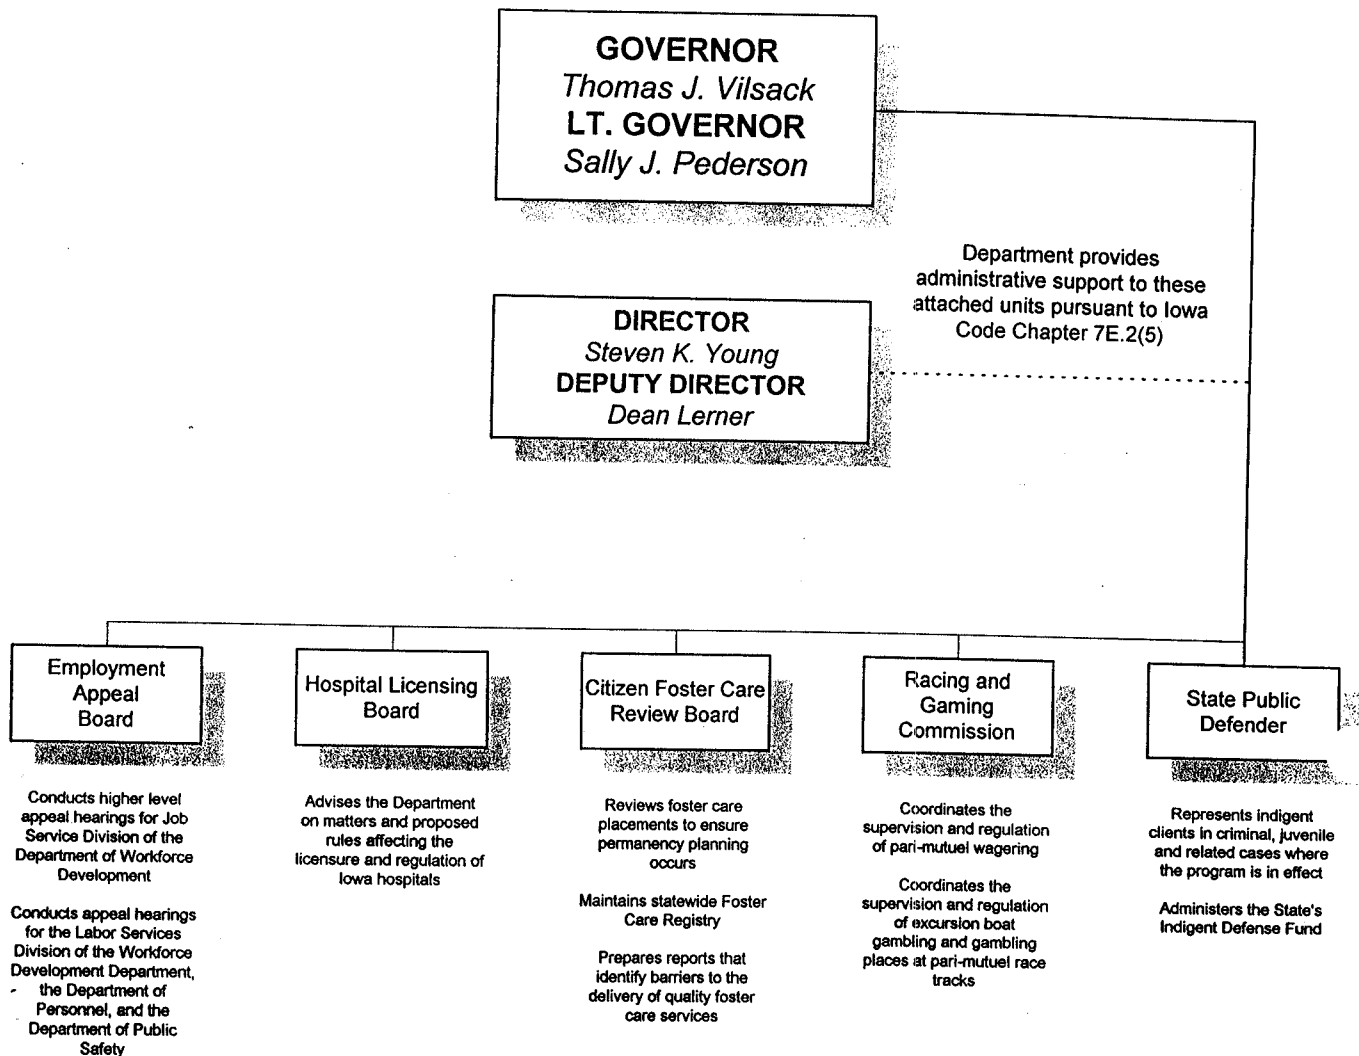 GOVERNOR
Thomas J. Vilsack
LT. GOVERNOR
Sally J. Pederson
Department provides
administrative support to these
attached units pursuant to Iowa
Code Chapter 7E.2(5)
DIRECTOR
Steven K. Young
DEPUTY DIRECTOR
Dean Lerner
Employment
Appeal
Board
Conducts higher level
appeal hearings for Job
Service Division of the
Department of Workforce
Development
Conducts appeal hearings
for the Labor Services
Division of the Workforce
Development Department,
the Department of
Personnel, and the
Department of Public
Safety
Hospital Licensing
Board
Advises the Department
on matters and proposed
rules affecting the
licensure and regulation of
Iowa hospitals
Citizen Foster Care
Review Board
Reviews foster care
placements to ensure
permanency planning
occurs
Maintains statewide Foster
Care Registry
Prepares reports that
identify barriers to the
delivery of quality foster
care services
Racing and
Gaming
Commission
Coordinates the
supervision and regulation
of pari-mutuel wagering
Coordinates the
supervision and regulation
of excursion boat
gambling and gambling
places at pari-mutuel race
tracks
State Public
Defender
Represents indigent
clients in criminal, juvenile
and related cases where
the program is in effect
Administers the State's
Indigent Defense Fund